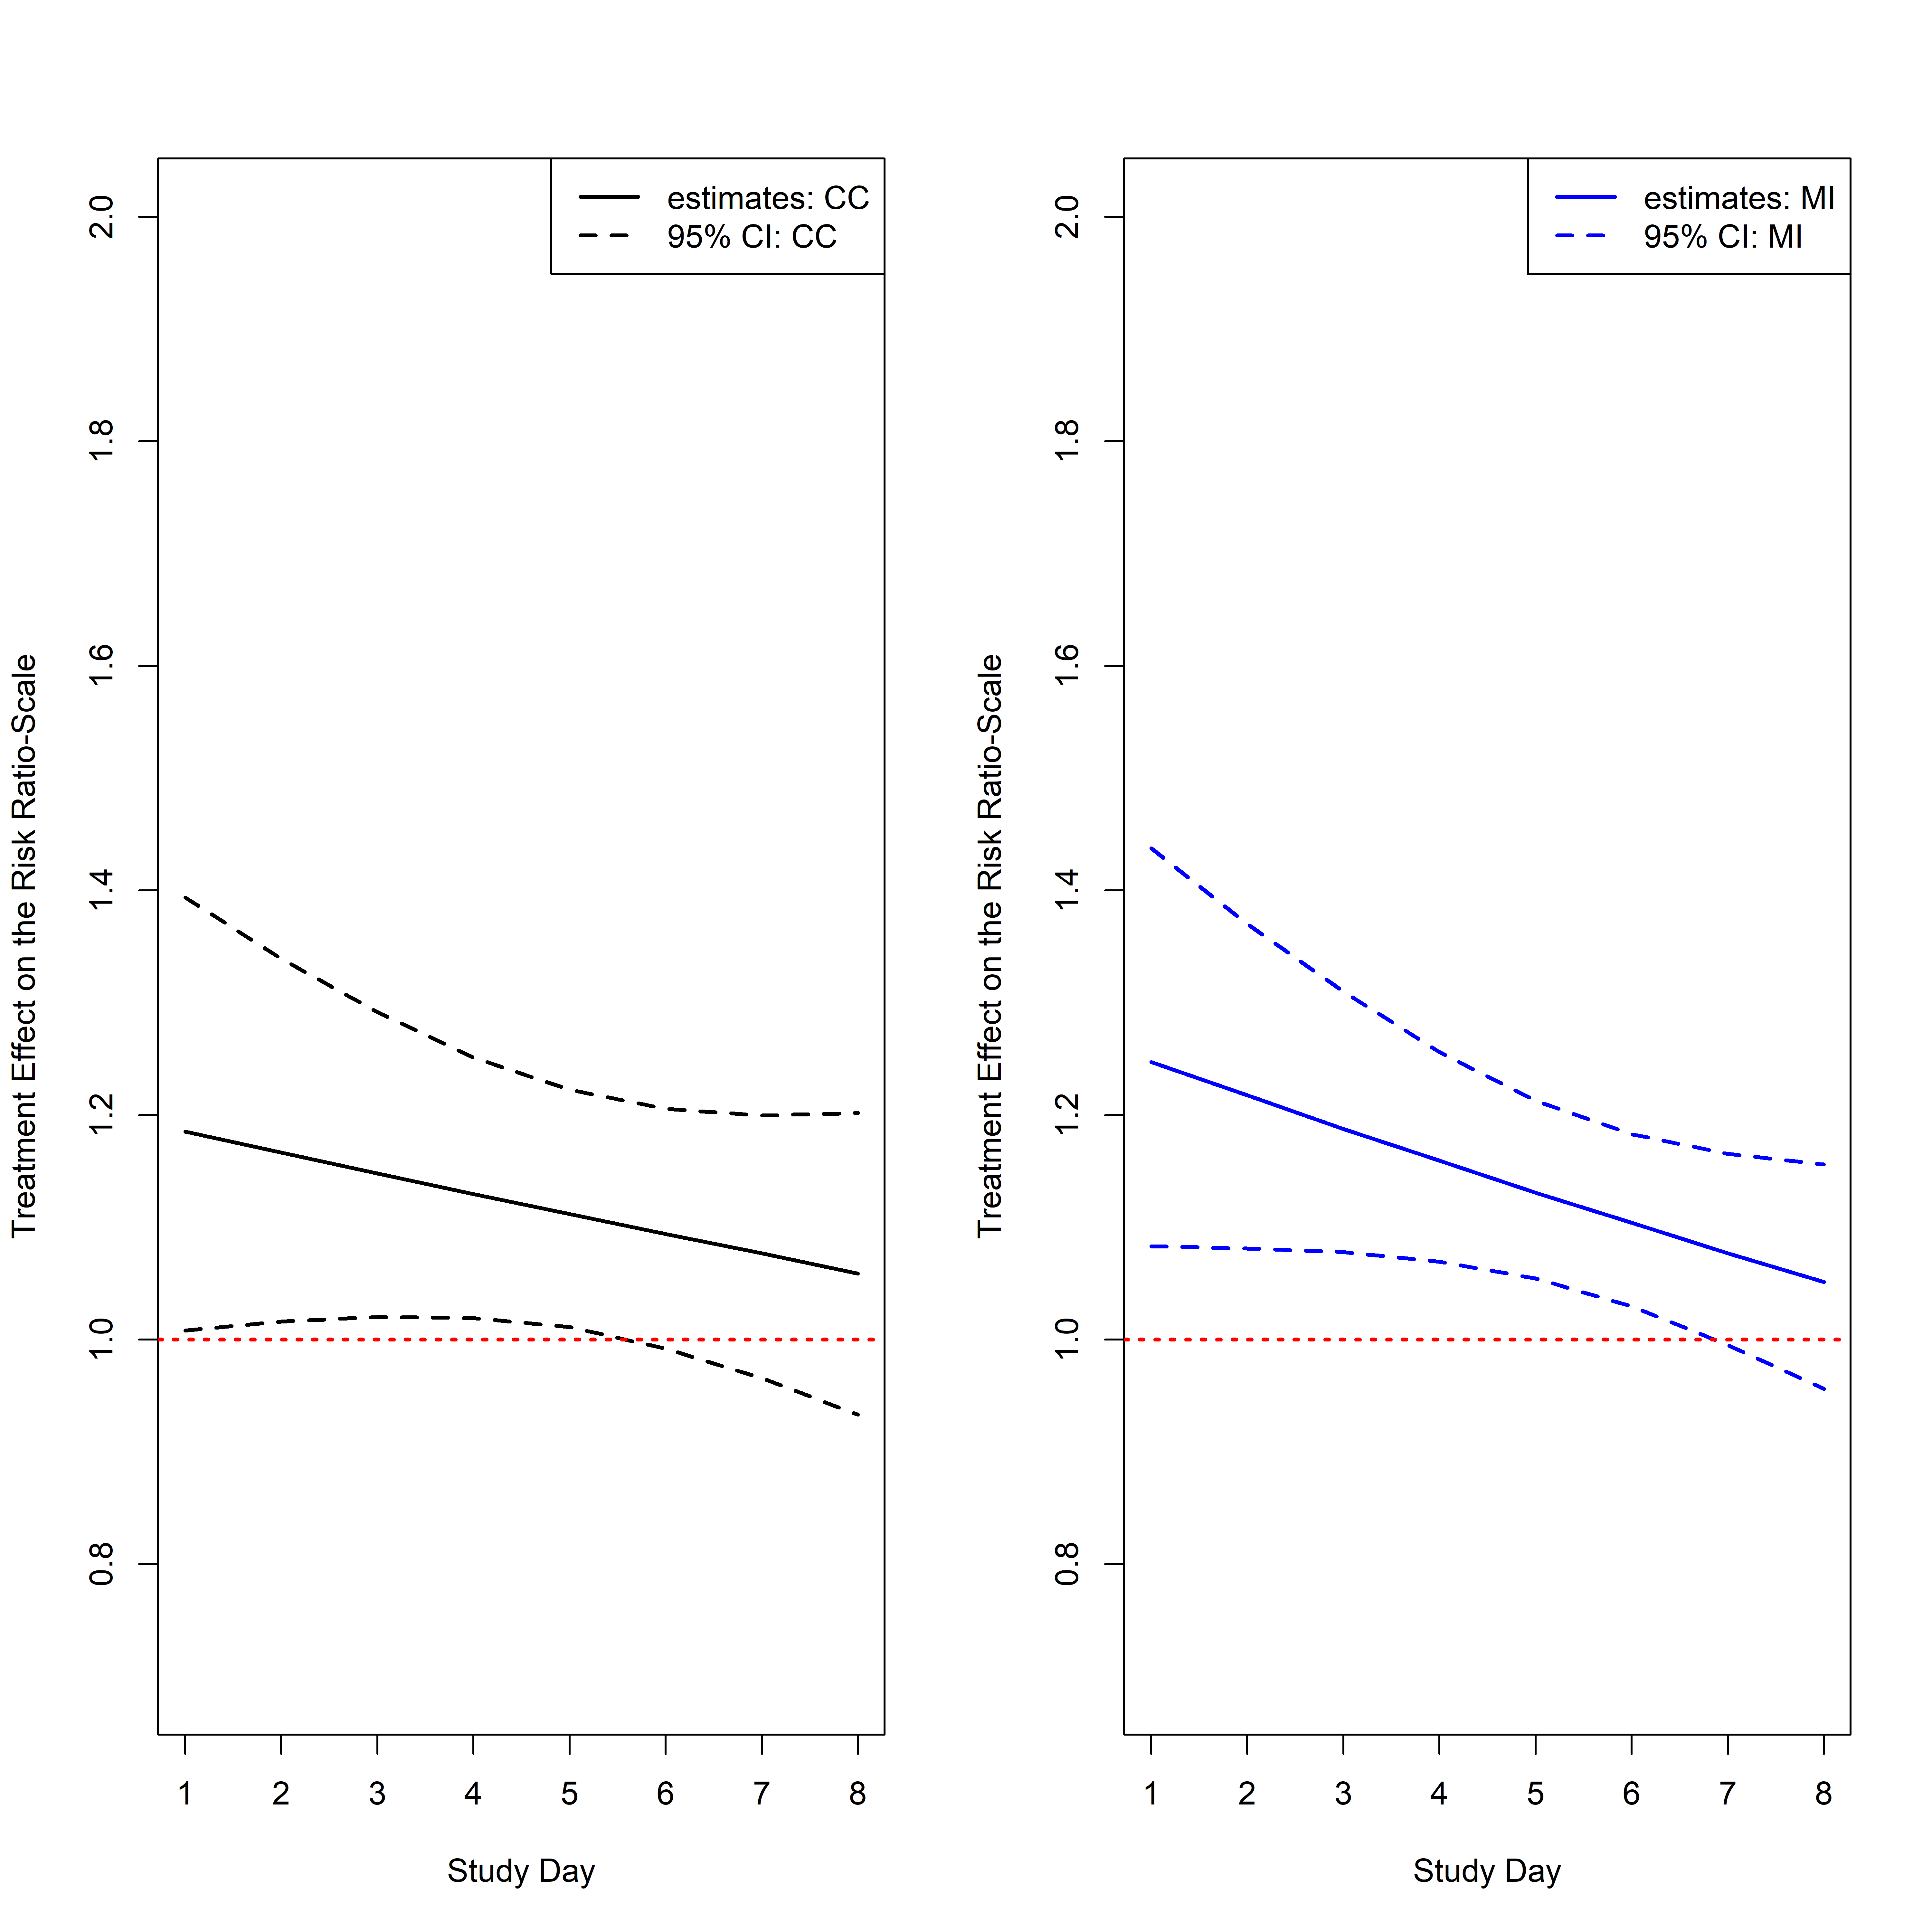 estimates: CC
95% CI: CC
2.0
1.8
1.6
1.4
1.2
1.0
0.8
Treatment Effect on the Risk Ratio-Scale
1 2 3 4 5 6 7 8
Study Day
estimates: MI
95% CI: MI
2.0
1.8
1.6
1.4
1.2
1.0
0.8
Treatment Effect on the Risk Ratio-Scale
1 2 3 4 5 6 7 8
Study Day